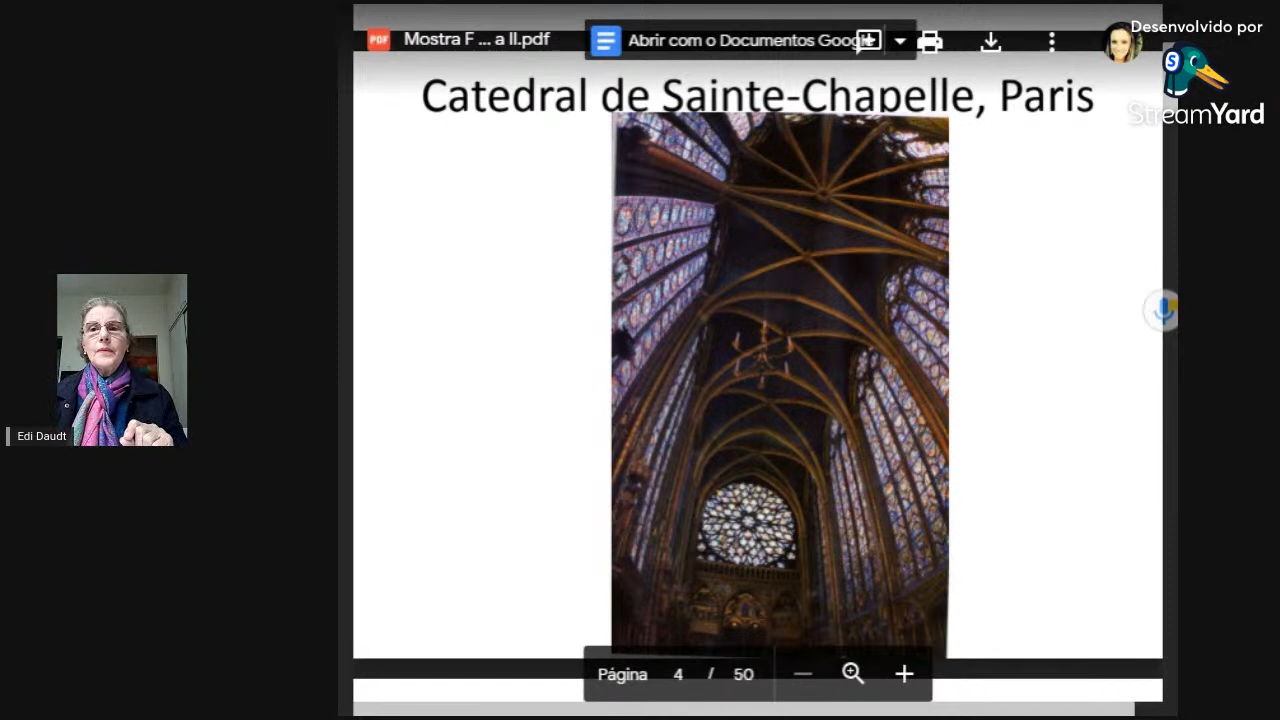 PDF
Mostra F ... a II.pdf
Abrir com o Documentos Google
Desenvolvido por
S
StreamYard
Catedral de Sainte-Chapelle, Paris
Edi Daudt
Página 4 / 50